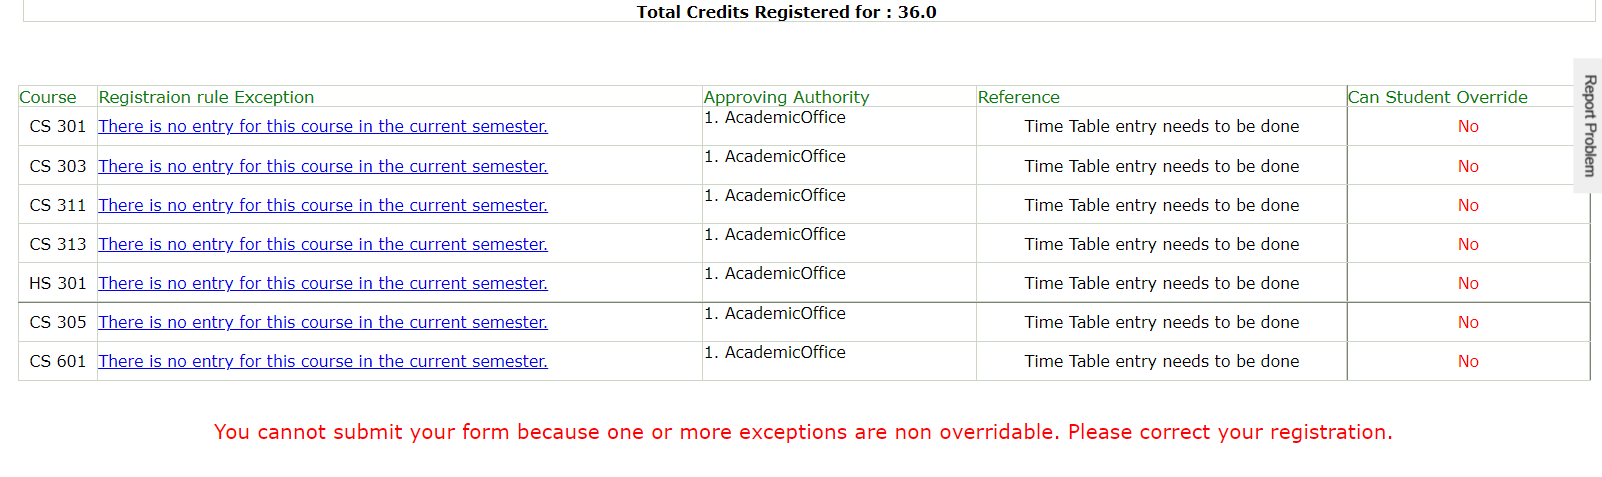 Total Credits Registered for : 36.0
Report Problem
Course Registraion rule Exception Approving Authority Reference Can Student Override
CS 301 There is no entry for this course in the current semester. 1. AcademicOffice Time Table entry needs to be done No
CS 303 There is no entry for this course in the current semester. 1. AcademicOffice Time Table entry needs to be done No
CS 311 There is no entry for this course in the current semester. 1. AcademicOffice Time Table entry needs to be done No
CS 313 There is no entry for this course in the current semester. 1. AcademicOffice Time Table entry needs to be done No
HS 301 There is no entry for this course in the current semester. 1. AcademicOffice Time Table entry needs to be done No
CS 305 There is no entry for this course in the current semester. 1. AcademicOffice Time Table entry needs to be done No
CS 601 There is no entry for this course in the current semester. 1. AcademicOffice Time Table entry needs to be done No
You cannot submit your form because one or more exceptions are non overridable. Please correct your registration.